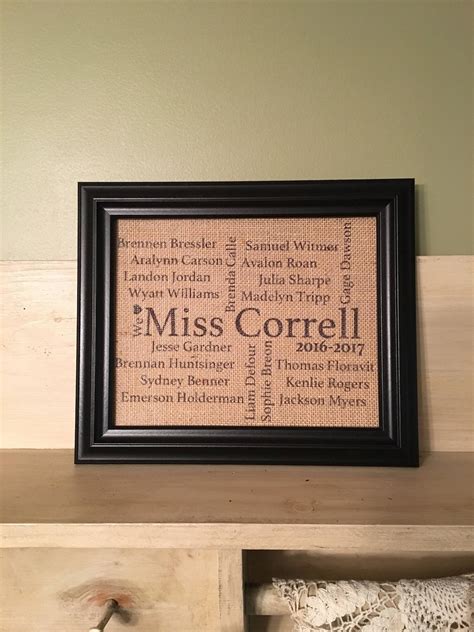 Brennen Bressler
Aralynn Carson
Landon Jordan
Wyatt Williams
Brenda Calle
Samuel Witmer
Avalon Roan
Julia Sharpe
Madelyn Tripp
Gage Dawson
We
Miss Correll
2016-2017
Jesse Gardner
Brennan Huntsinger
Sydney Benner
Emerson Holderman
Liam Defour
Sophie Breon
Thomas Floravit
Kenlie Rogers
Jackson Myers